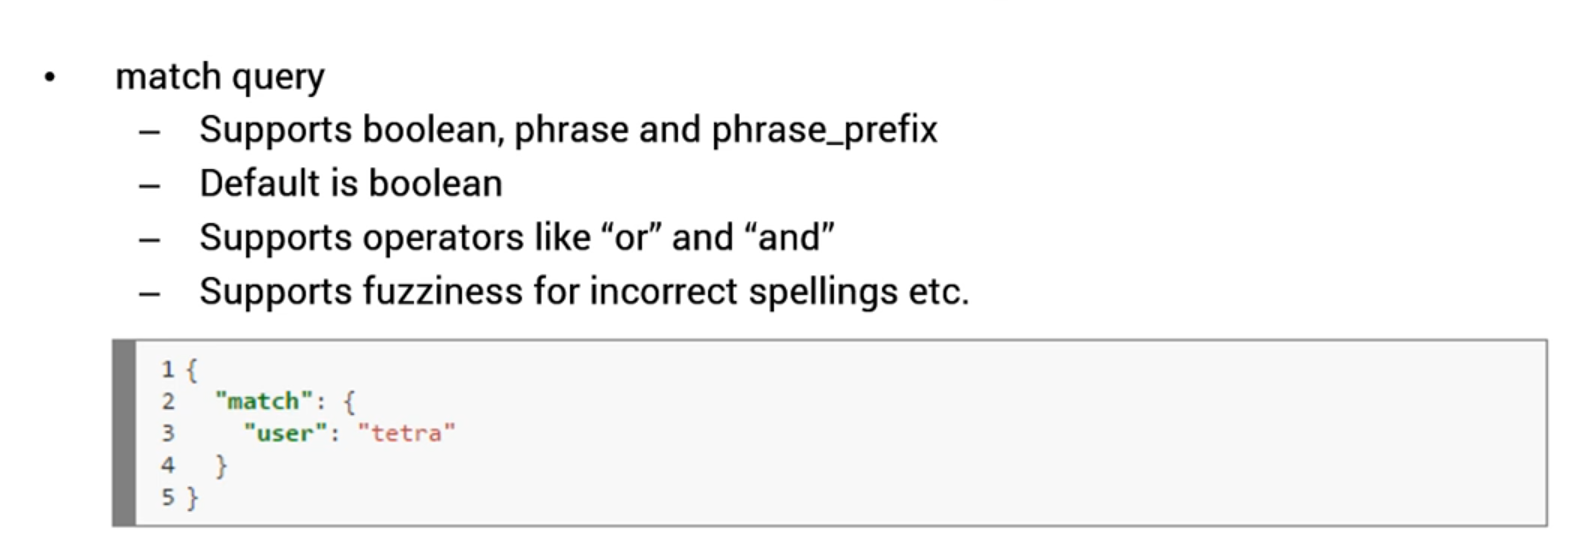 • match query
– Supports boolean, phrase and phrase_prefix
– Default is boolean
– Supports operators like “or” and “and”
– Supports fuzziness for incorrect spellings etc.
1 {
2   "match": {
3     "user": "tetra"
4   }
5 }